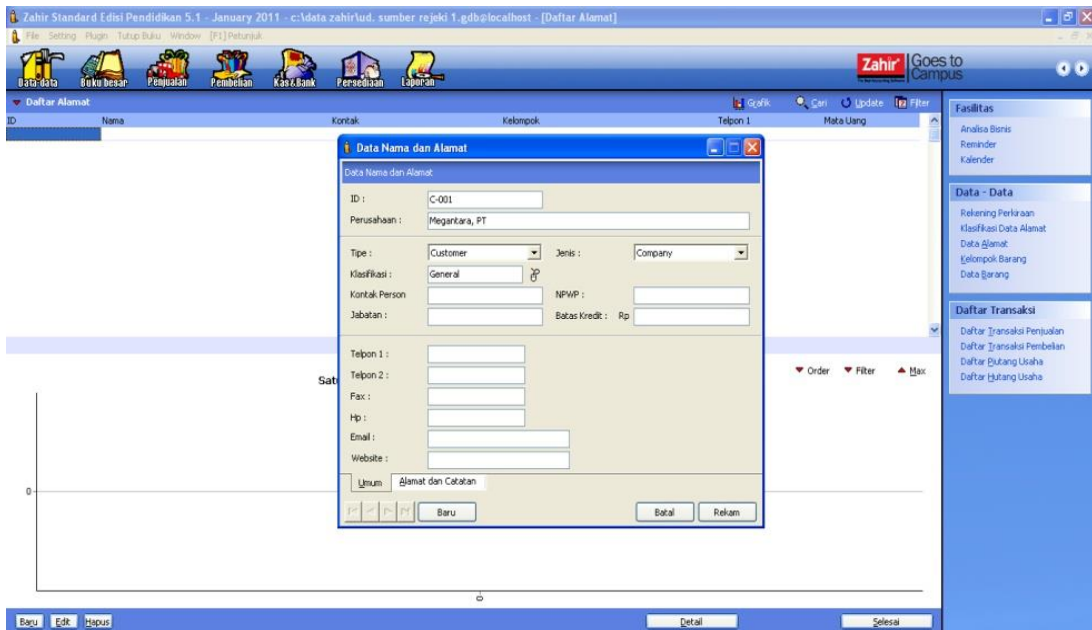 Zahir Standard Edisi Pendidikan 5.1 - January 2011 - c:\data zahir\ud. sumber rejeki 1.gdb@localhost - [Daftar Alamat]
File Setting Plugin Tutup Buku Window [F1] Petunjuk
Data-data Buku besar Penjualan Pembelian Kas & Bank Persediaan Laporan
Zahir Goes to Campus
Daftar Alamat Grafik Cari Update Filter
ID Nama Kontak Kelompok Telpon 1 Mata Uang
Data Nama dan Alamat
Data Nama dan Alamat
ID : C-001
Perusahaan : Megantara, PT
Tipe : Customer Jenis : Company
Klasifikasi : General
Kontak Person NPWP :
Jabatan : Batas Kredit : Rp
Telpon 1 :
Telpon 2 :
Fax :
Hp :
Email :
Website :
Umum Alamat dan Catatan
Baru Batal Rekam
Satu
Order Filter Max
0
0
Baru Edit Hapus Detail Selesai
Fasilitas
Analisa Bisnis
Reminder
Kalender
Data - Data
Rekening Perkiraan
Klasifikasi Data Alamat
Data Alamat
Kelompok Barang
Data Barang
Daftar Transaksi
Daftar Transaksi Penjualan
Daftar Transaksi Pembelian
Daftar Piutang Usaha
Daftar Hutang Usaha